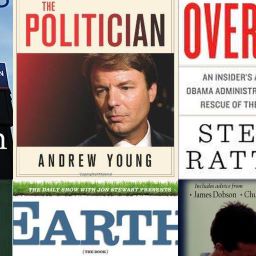 THE
POLITICIAN
ANDREW YOUNG
OVER
AN INSIDER'S A
OBAMA ADMINISTRA
RESCUE OF THE
STE
RATT
THE DAILY SHOW WITH JON STEWART PRESENTS
EARTH
(THE BOOK)
Includes advice from
• James Dobson • Chu